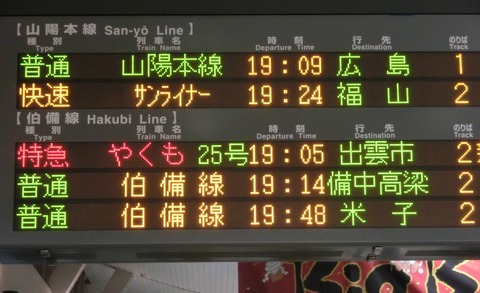 【山陽本線 San-yō Line】
種別 列車名 時刻 行先 のりば
Type Train Name Departure Time Destination Track
普通 山陽本線 19:09 広島 1
快速 サンライナー 19:24 福山 2
【伯備線 Hakubi Line】
種別 列車名 時刻 行先 のりば
Type Train Name Departure Time Destination Track
特急 やくも 25号 19:05 出雲市 2
普通 伯備線 19:14 備中高梁 2
普通 伯備線 19:48 米子 2